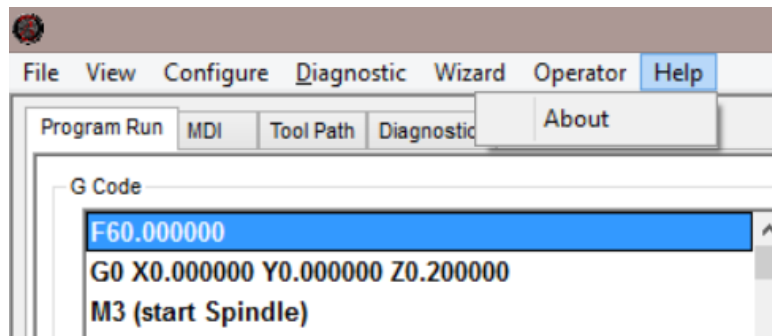 File View Configure Diagnostic Wizard Operator Help
About
Program Run MDI Tool Path Diagnostic
G Code
F60.000000
G0 X0.000000 Y0.000000 Z0.200000
M3 (start Spindle)